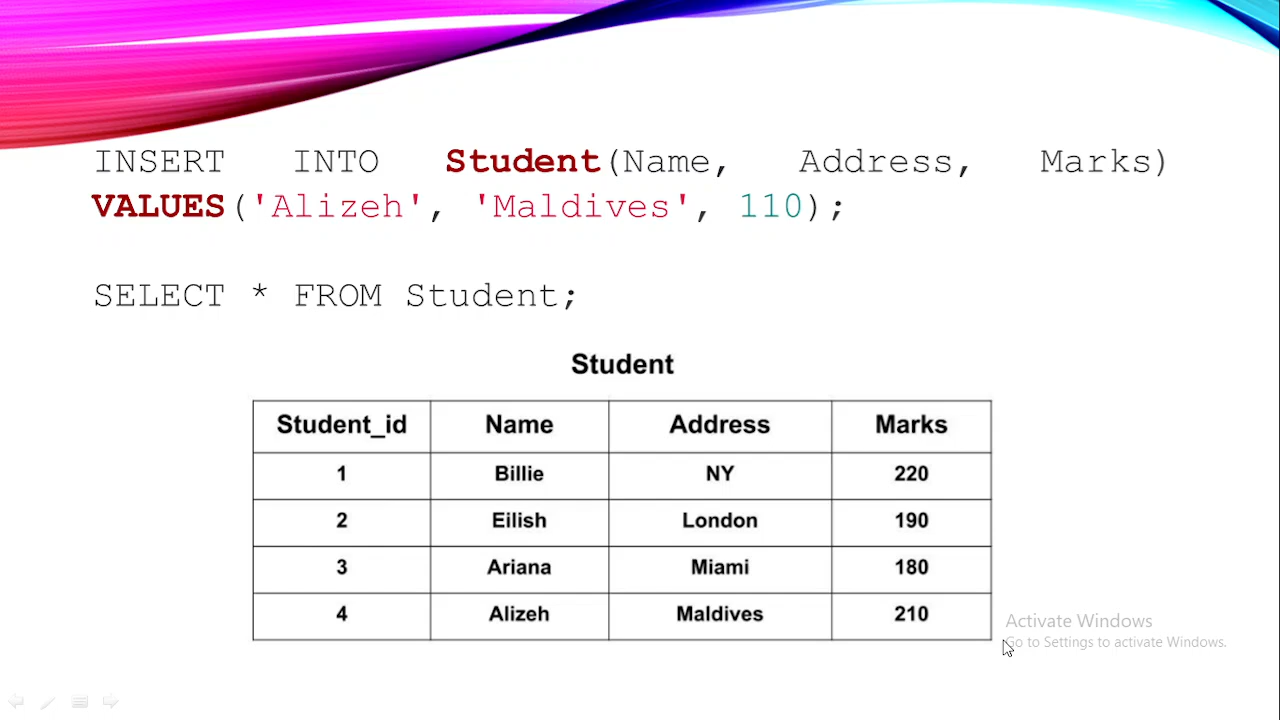 INSERT INTO Student(Name, Address, Marks)
VALUES('Alizeh', 'Maldives', 110);
SELECT * FROM Student;
Student
Student_id Name Address Marks
1 Billie NY 220
2 Eilish London 190
3 Ariana Miami 180
4 Alizeh Maldives 210
Activate Windows
Go to Settings to activate Windows.